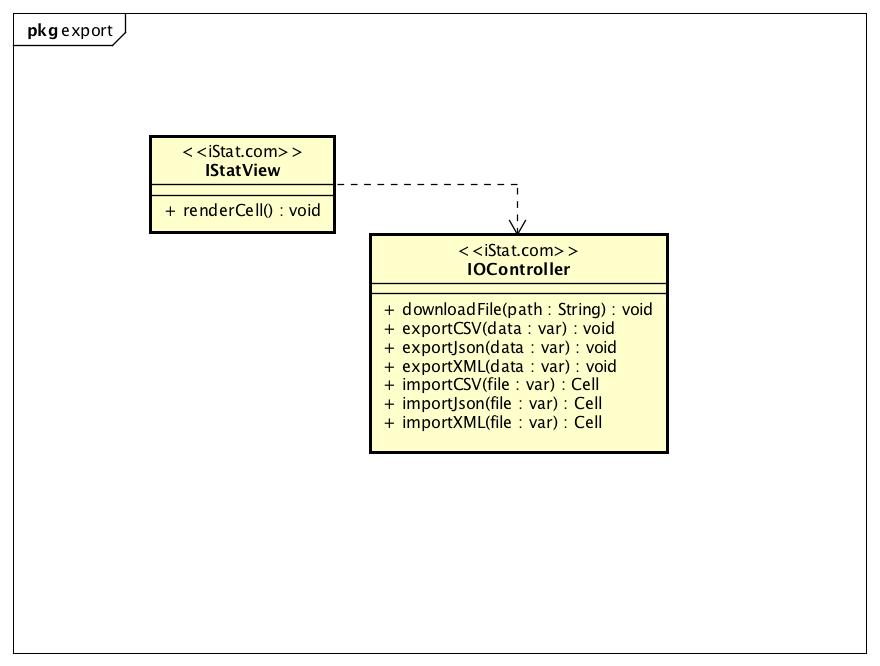 pkg export
<<iStat.com>>
IStatView
+ renderCell() : void
<<iStat.com>>
IOController
+ downloadFile(path : String) : void
+ exportCSV(data : var) : void
+ exportJson(data : var) : void
+ exportXML(data : var) : void
+ importCSV(file : var) : Cell
+ importJson(file : var) : Cell
+ importXML(file : var) : Cell